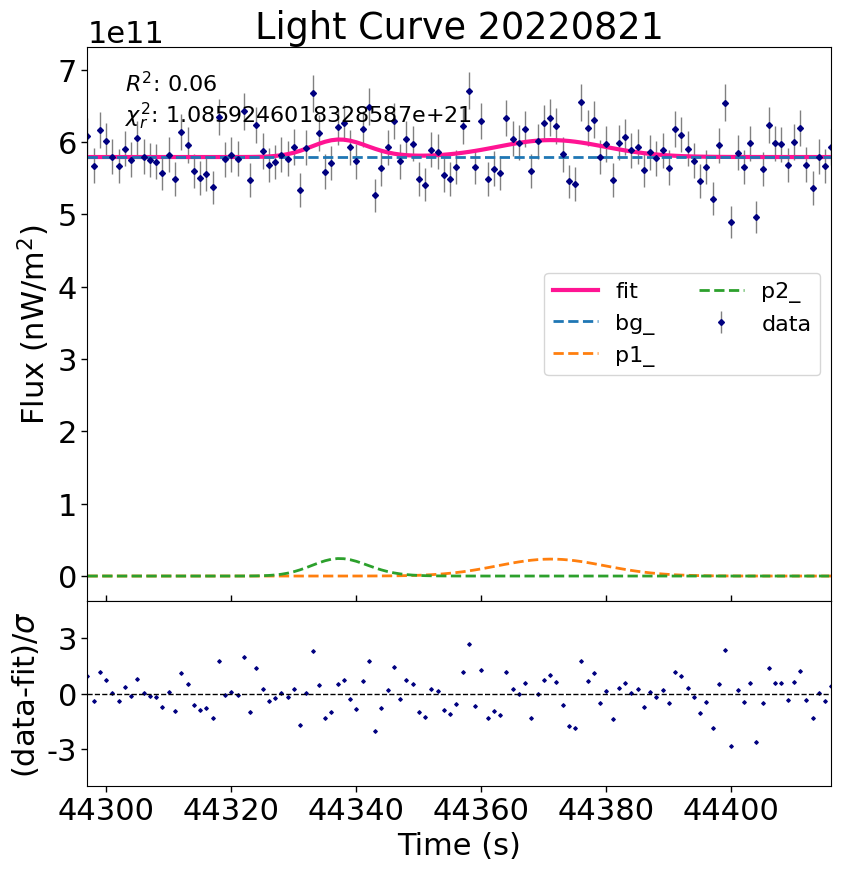 Light Curve 20220821
1e11
R²: 0.06
χ²ᵣ: 1.0859246018328587e+21
7
6
5
4
3
2
1
0
Flux (nW/m²)
fit
bg_
p1_
p2_
data
3
0
-3
(data-fit)/σ
44300 44320 44340 44360 44380 44400
Time (s)